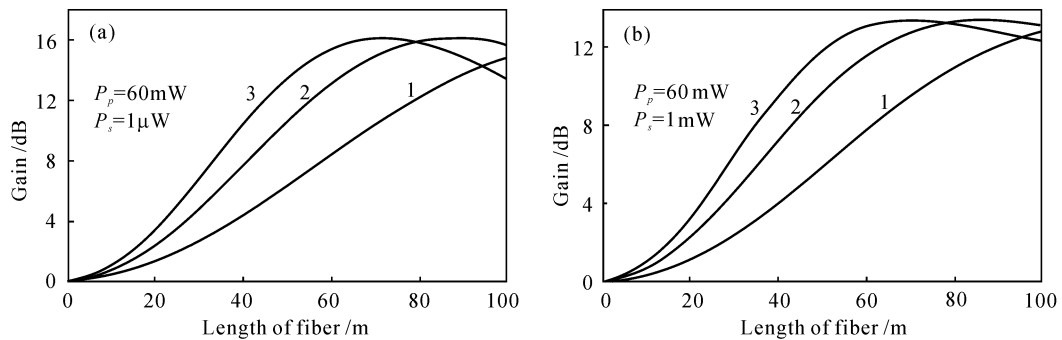 (a)
P_p=60mW
P_s=1μW
3
2
1
16
12
8
4
0
Gain /dB
0 20 40 60 80 100
Length of fiber /m
(b)
P_p=60 mW
P_s=1mW
3
2
1
12
8
4
0
Gain /dB
0 20 40 60 80 100
Length of fiber /m